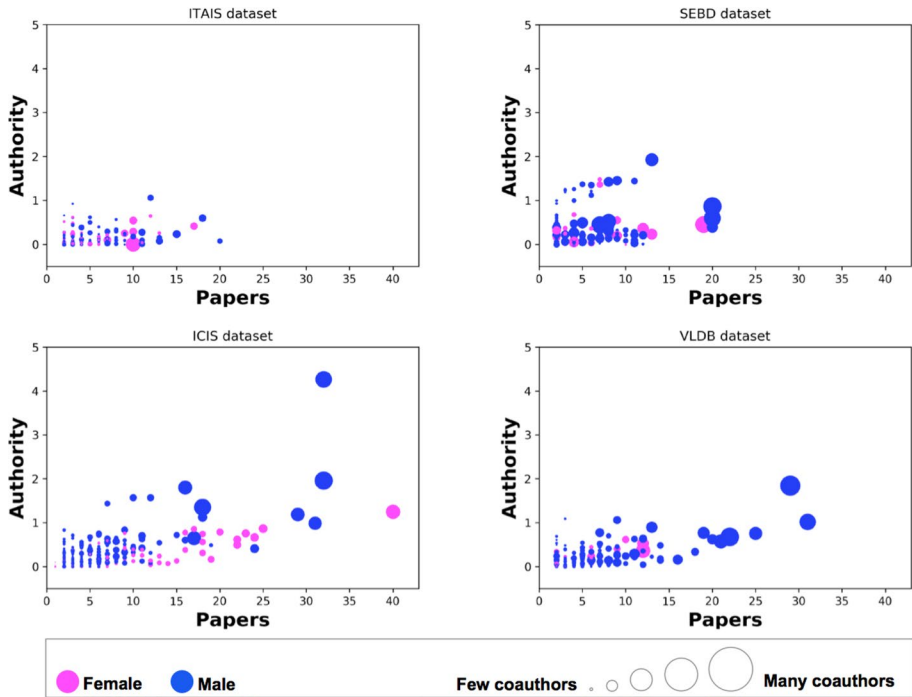 ITAIS dataset
5
4
3
2
1
0
Authority
0 5 10 15 20 25 30 35 40
Papers
SEBD dataset
5
4
3
2
1
0
Authority
0 5 10 15 20 25 30 35 40
Papers
ICIS dataset
5
4
3
2
1
0
Authority
0 5 10 15 20 25 30 35 40
Papers
VLDB dataset
5
4
3
2
1
0
Authority
0 5 10 15 20 25 30 35 40
Papers
Female Male Few coauthors Many coauthors